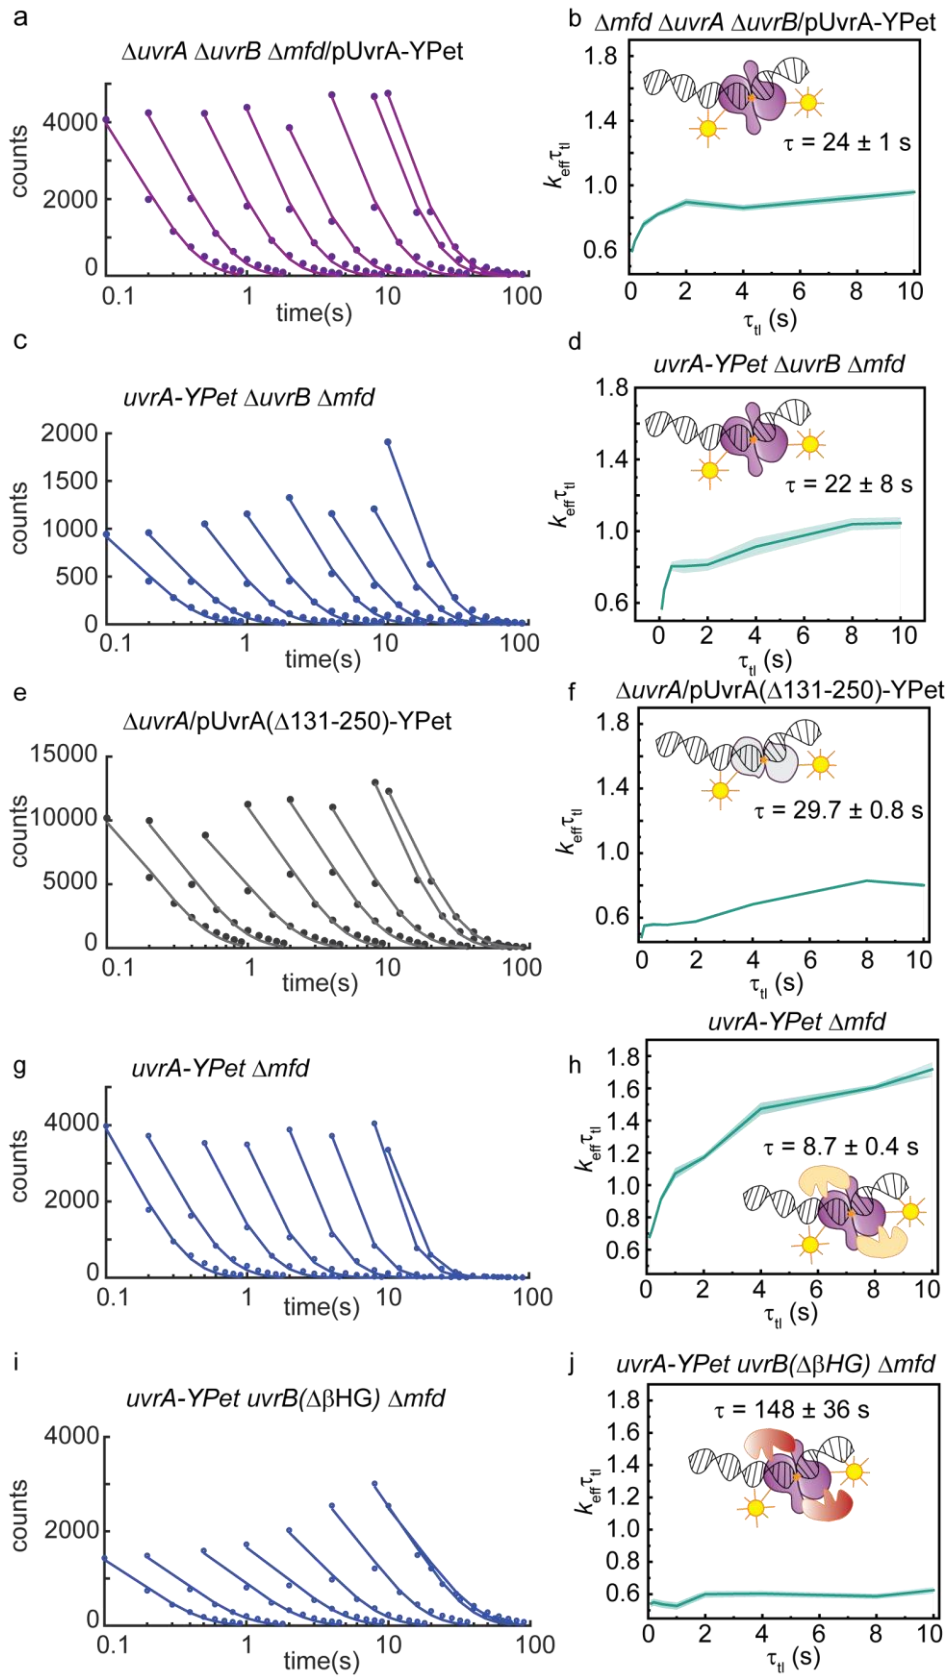 a
ΔuvrA ΔuvrB Δmfd/pUvrA-YPet
counts
4000
2000
0
0.1
1
10
100
time(s)
b
Δmfd ΔuvrA ΔuvrB/pUvrA-YPet
keffτtl
1.8
1.4
1.0
0.6
τ = 24 ± 1 s
0
2
4
6
8
10
τtl (s)
c
uvrA-YPet ΔuvrB Δmfd
counts
2000
1500
1000
500
0
0.1
1
10
100
time(s)
d
uvrA-YPet ΔuvrB Δmfd
keffτtl
1.8
1.4
1.0
0.6
τ = 22 ± 8 s
0
2
4
6
8
10
τtl (s)
e
ΔuvrA/pUvrA(Δ131-250)-YPet
counts
15000
10000
5000
0
0.1
1
10
100
time(s)
f
ΔuvrA/pUvrA(Δ131-250)-YPet
keffτtl
1.8
1.4
1.0
0.6
τ = 29.7 ± 0.8 s
0
2
4
6
8
10
τtl (s)
g
uvrA-YPet Δmfd
counts
4000
2000
0
0.1
1
10
100
time(s)
h
uvrA-YPet Δmfd
keffτtl
1.8
1.6
1.4
1.2
1.0
0.8
0.6
τ = 8.7 ± 0.4 s
0
2
4
6
8
10
τtl (s)
i
uvrA-YPet uvrB(ΔβHG) Δmfd
counts
4000
2000
0
0.1
1
10
100
time(s)
j
uvrA-YPet uvrB(ΔβHG) Δmfd
keffτtl
1.8
1.6
1.4
1.2
1.0
0.8
0.6
τ = 148 ± 36 s
0
2
4
6
8
10
τtl (s)